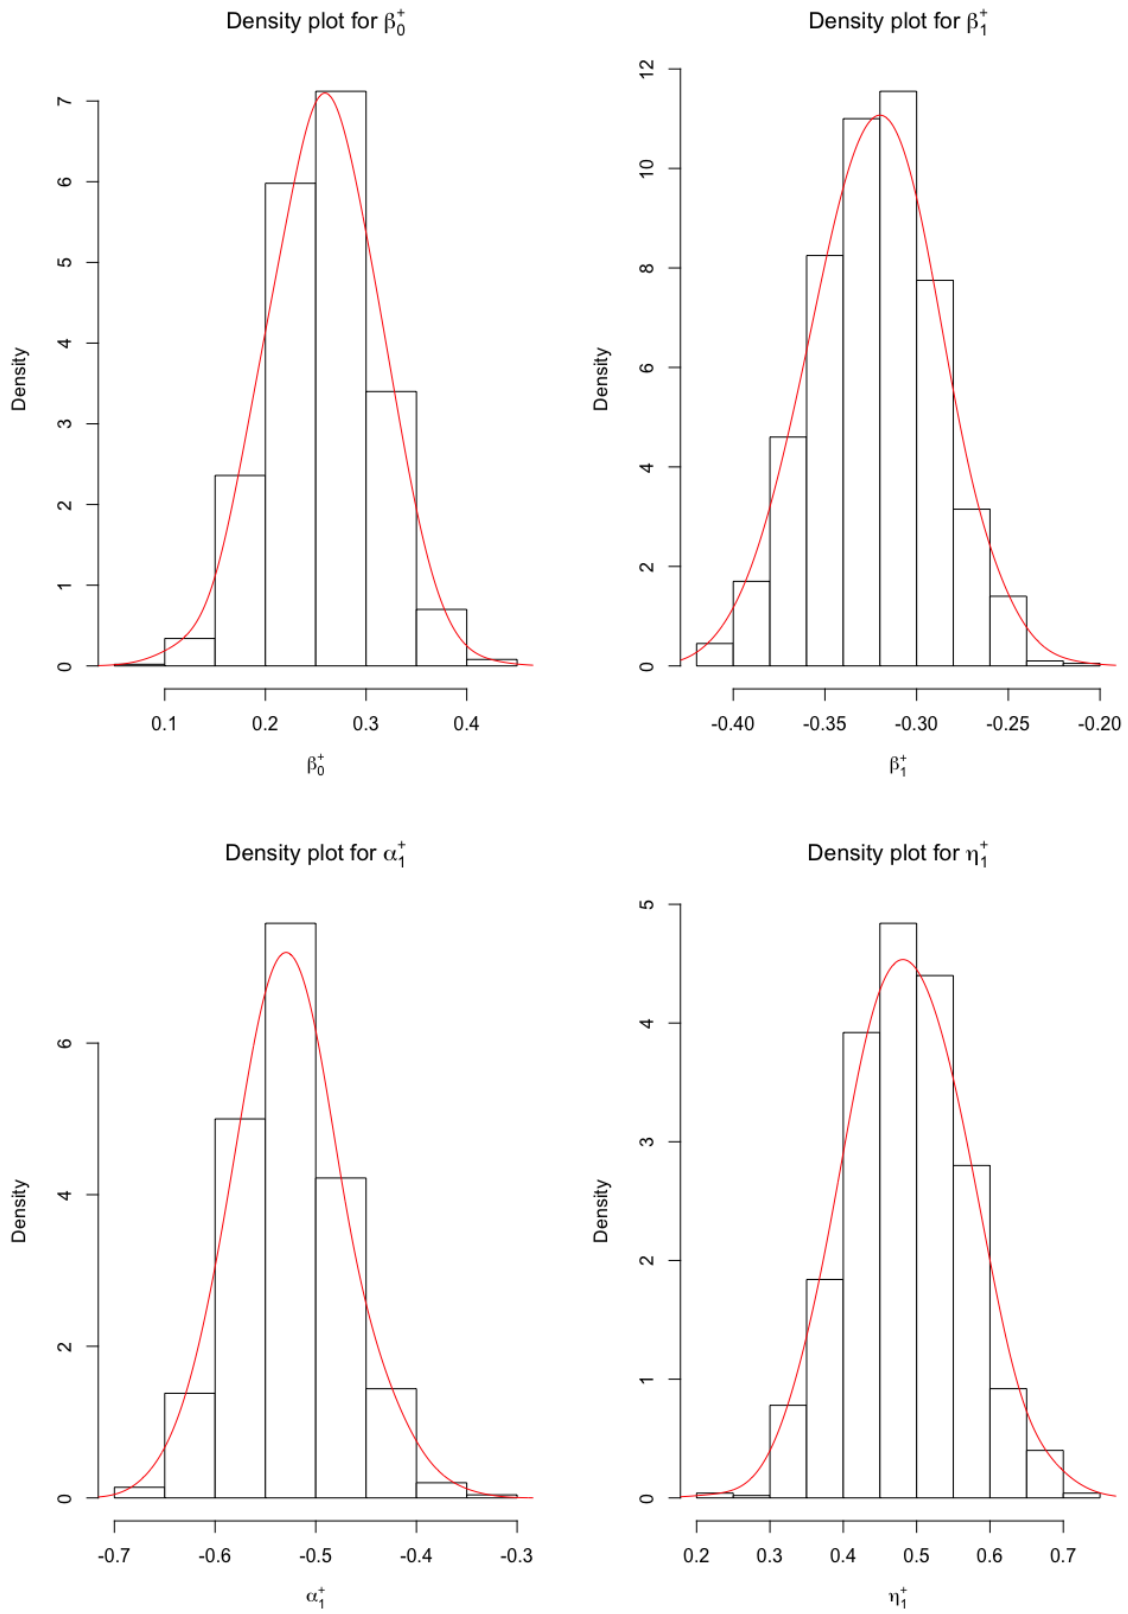 Density plot for β₀⁺
Density
0 1 2 3 4 5 6 7
0.1 0.2 0.3 0.4
β₀⁺
Density plot for β₁⁺
Density
0 2 4 6 8 10 12
-0.40 -0.35 -0.30 -0.25 -0.20
β₁⁺
Density plot for α₁⁺
Density
0 2 4 6
-0.7 -0.6 -0.5 -0.4 -0.3
α₁⁺
Density plot for η₁⁺
Density
0 1 2 3 4 5
0.2 0.3 0.4 0.5 0.6 0.7
η₁⁺